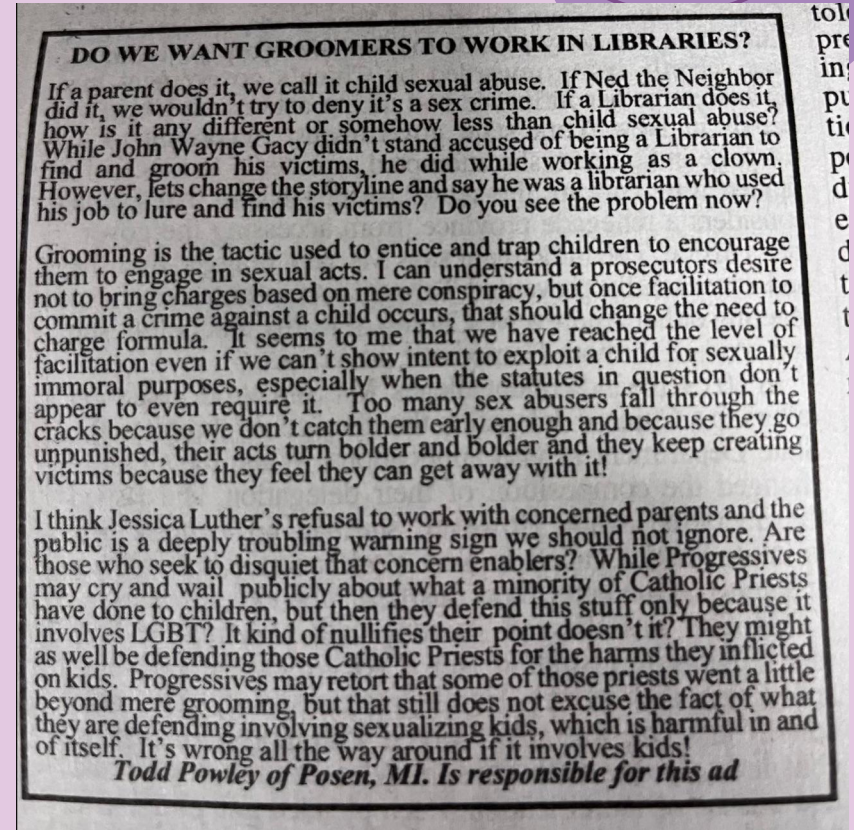 DO WE WANT GROOMERS TO WORK IN LIBRARIES?
If a parent does it, we call it child sexual abuse. If Ned the Neighbor
did it, we wouldn't try to deny it's a sex crime. If a Librarian does it,
how is it any different or somehow less than child sexual abuse?
While John Wayne Gacy didn't stand accused of being a Librarian to
find and groom his victims, he did while working as a clown.
However, lets change the storyline and say he was a librarian who used
his job to lure and find his victims? Do you see the problem now?
Grooming is the tactic used to entice and trap children to encourage
them to engage in sexual acts. I can understand a prosecutors desire
not to bring charges based on mere conspiracy, but once facilitation to
commit a crime against a child occurs, that should change the need to
charge formula. It seems to me that we have reached the level of
facilitation even if we can't show intent to exploit a child for sexually
immoral purposes, especially when the statutes in question don't
appear to even require it. Too many sex abusers fall through the
cracks because we don't catch them early enough and because they go
unpunished, their acts turn bolder and bolder and they keep creating
victims because they feel they can get away with it!
I think Jessica Luther's refusal to work with concerned parents and the
public is a deeply troubling warning sign we should not ignore. Are
those who seek to disquiet that concern enablers? While Progressives
may cry and wail publicly about what a minority of Catholic Priests
have done to children, but then they defend this stuff only because it
involves LGBT? It kind of nullifies their point doesn't it? They might
as well be defending those Catholic Priests for the harms they inflicted
on kids. Progressives may retort that some of those priests went a little
beyond mere grooming, but that still does not excuse the fact of what
they are defending involving sexualizing kids, which is harmful in and
of itself. It's wrong all the way around if it involves kids!
Todd Powley of Posen, MI. Is responsible for this ad